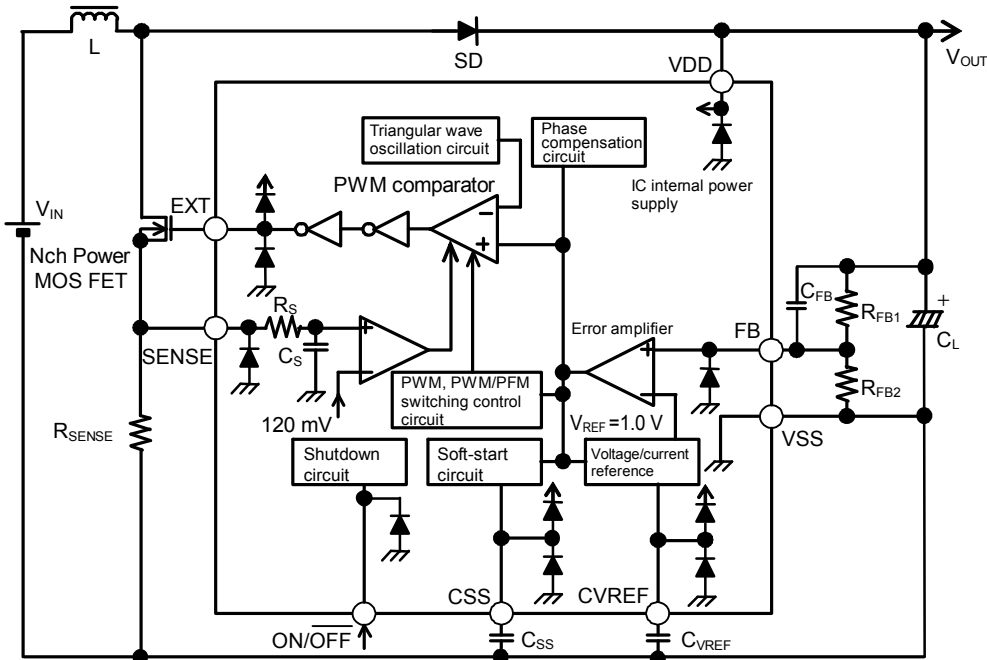 L
SD
VOUT
VDD
Triangular wave
oscillation circuit
Phase
compensation
circuit
IC internal power
supply
PWM comparator
VIN
EXT
−
+
Nch Power
MOS FET
CFB
RFB1
+
CL
RS
SENSE
CS
+
−
Error amplifier
+
−
FB
RFB2
120 mV
PWM, PWM/PFM
switching control
circuit
VREF=1.0 V
VSS
RSENSE
Shutdown
circuit
Soft-start
circuit
Voltage/current
reference
CSS
CVREF
ON/OFF
CSS
CVREF